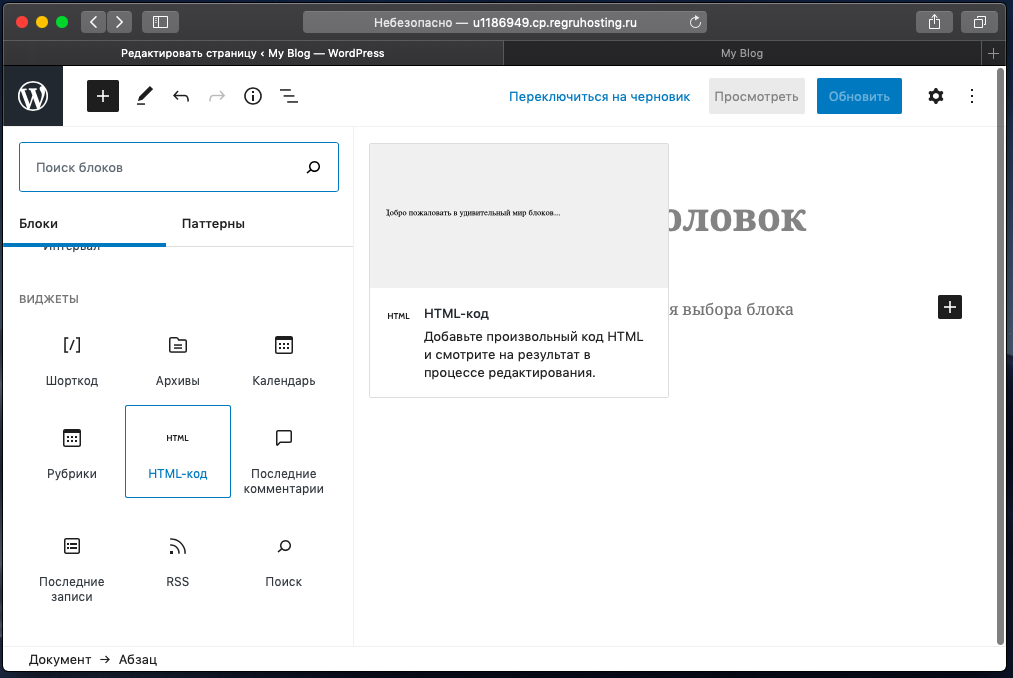 Небезопасно — u1186949.cp.regruhosting.ru
Редактировать страницу ‹ My Blog — WordPress
My Blog
Переключиться на черновик
Просмотреть
Обновить
Поиск блоков
Блоки
Паттерны
Интервал
ВИДЖЕТЫ
[/]
Шорткод
Архивы
Календарь
Рубрики
HTML
HTML-код
Последние
комментарии
Последние
записи
RSS
Поиск
Добро пожаловать в удивительный мир блоков...
HTML
HTML-код
Добавьте произвольный код HTML
и смотрите на результат в
процессе редактирования.
оловок
я выбора блока
Документ → Абзац